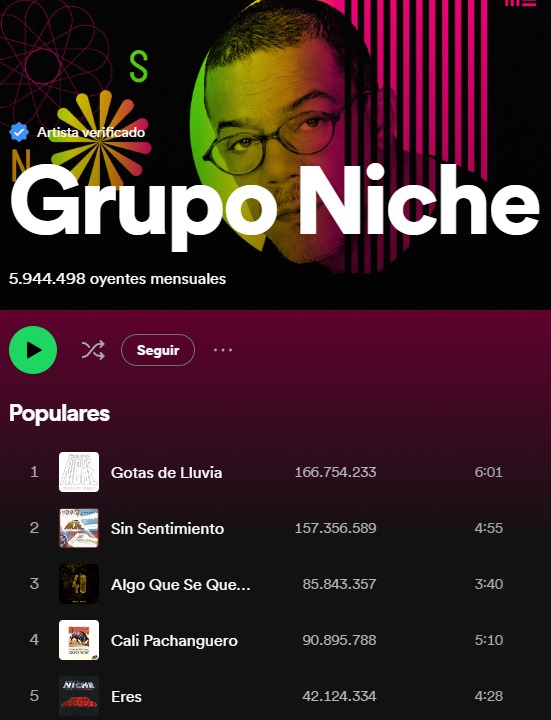 S
Artista verificado
N
Grupo Niche
5.944.498 oyentes mensuales
Seguir
Populares
1 Gotas de Lluvia 166.754.233 6:01
2 Sin Sentimiento 157.356.589 4:55
3 Algo Que Se Que... 85.843.357 3:40
4 Cali Pachanguero 90.895.788 5:10
5 Eres 42.124.334 4:28